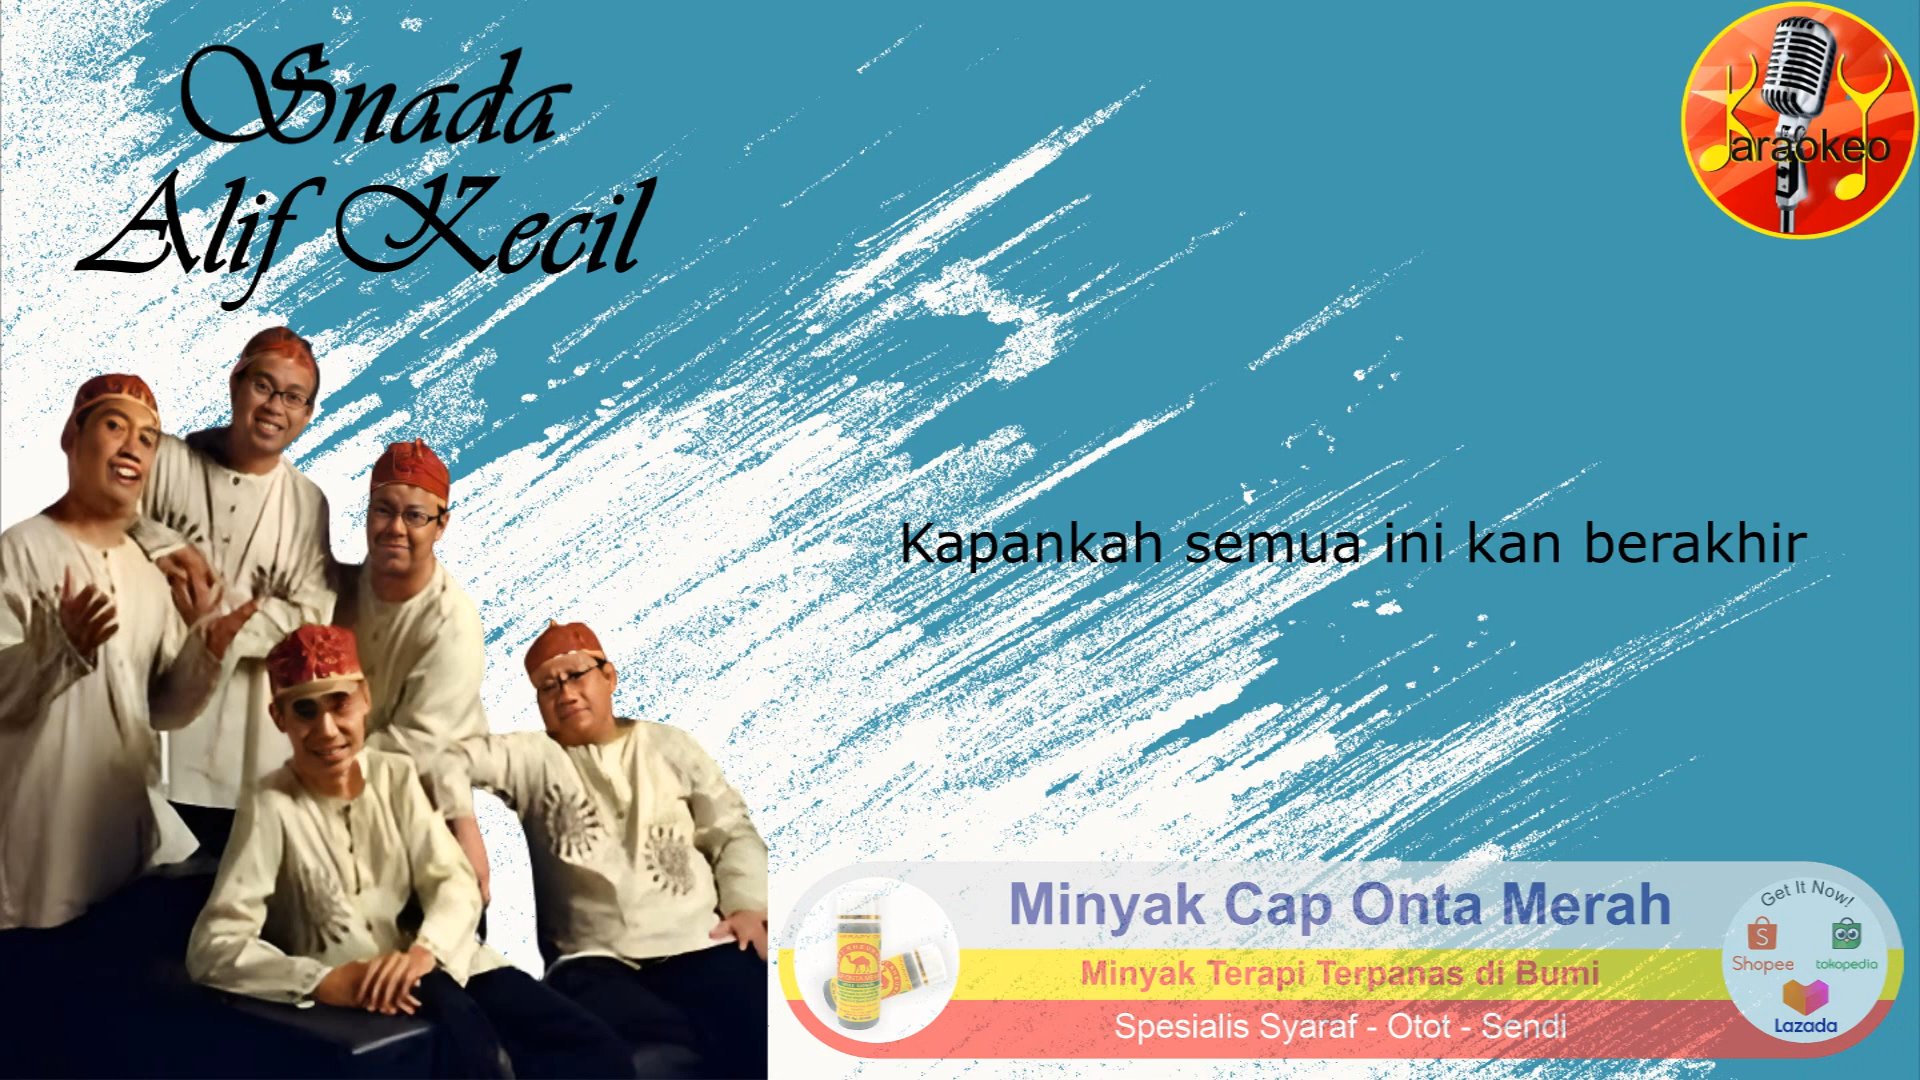 Snada
Alif Kecil
Karaokeo
Kapankah semua ini kan berakhir
Minyak Cap Onta Merah
Minyak Terapi Terpanas di Bumi
Spesialis Syaraf - Otot - Sendi
Get It Now!
Shopee
tokopedia
Lazada